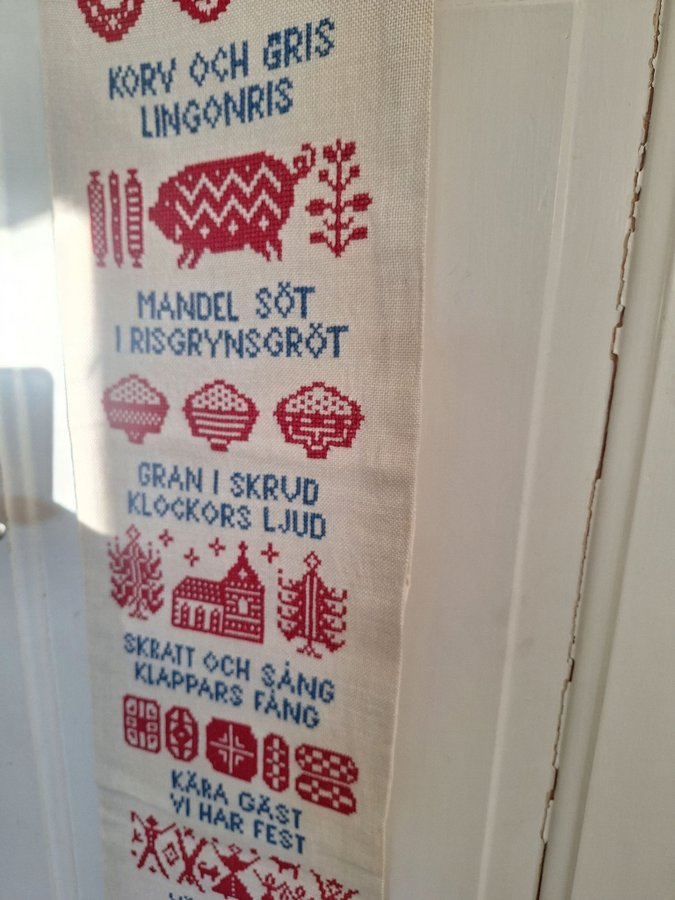 KORV OCH GRIS
LINGONRIS
MANDEL SÖT
I RISGRYNSGRÖT
GRAN I SKRUD
KLOCKORS LJUD
SKRATT OCH SÅNG
KLAPPARS FÅNG
KÄRA GÄST
VI HAR FEST